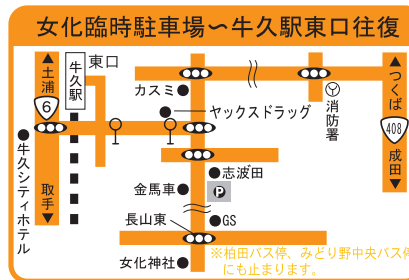 女化臨時駐車場〜牛久駅東口往復
▲土浦
6
取手▼
牛久駅
東口
カスミ
ヤックスドラッグ
消防署
▲つくば
408
成田▼
牛久シティホテル
志波田
金馬車
P
長山東
GS
女化神社
※柏田バス停、みどり野中央バス停
にも止まります。